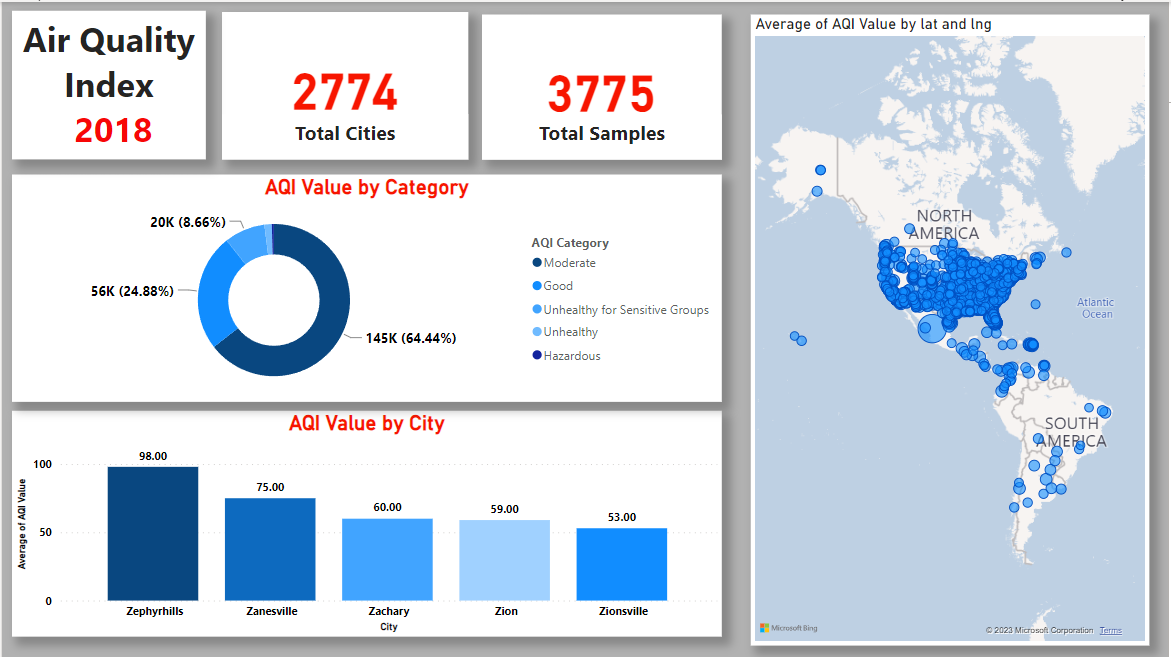 Air Quality
Index
2018
2774
Total Cities
3775
Total Samples
AQI Value by Category
20K (8.66%)
56K (24.88%)
145K (64.44%)
AQI Category
Moderate
Good
Unhealthy for Sensitive Groups
Unhealthy
Hazardous
AQI Value by City
Average of AQI Value
100
50
0
98.00
75.00
60.00
59.00
53.00
Zephyrhills
Zanesville
Zachary
Zion
Zionsville
City
Average of AQI Value by lat and lng
NORTH
AMERICA
Atlantic
Ocean
SOUTH
AMERICA
Microsoft Bing
© 2023 Microsoft Corporation Terms